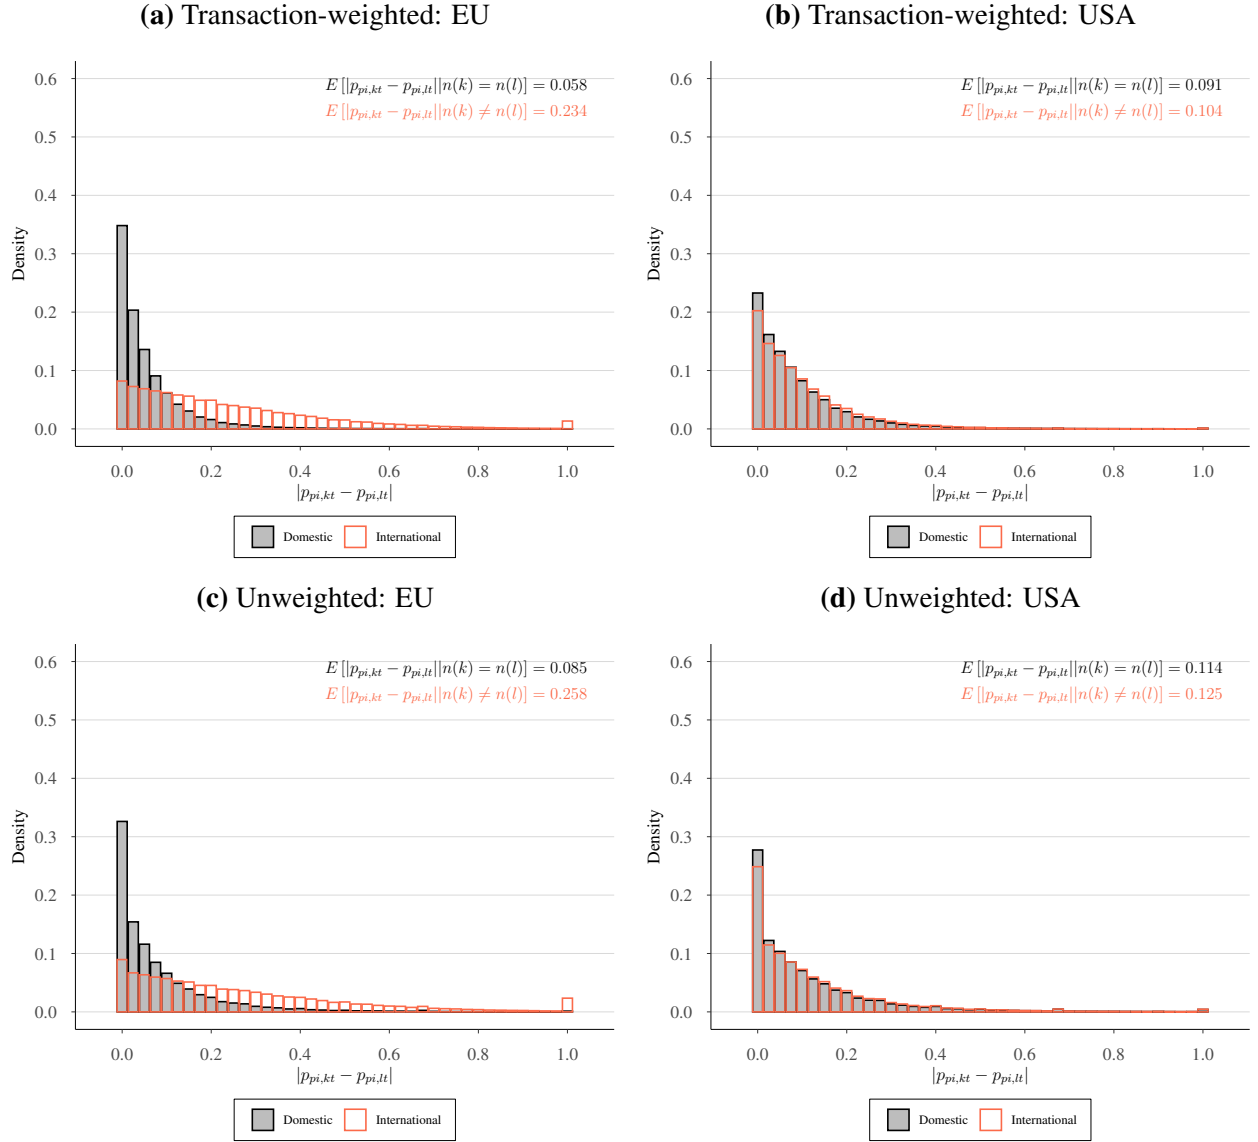 (a) Transaction-weighted: EU
E [|p_{pi,kt} − p_{pi,lt}||n(k) = n(l)] = 0.058
E [|p_{pi,kt} − p_{pi,lt}||n(k) ≠ n(l)] = 0.234
Density
0.6
0.5
0.4
0.3
0.2
0.1
0.0
0.0 0.2 0.4 0.6 0.8 1.0
|p_{pi,kt} − p_{pi,lt}|
Domestic International
(b) Transaction-weighted: USA
E [|p_{pi,kt} − p_{pi,lt}||n(k) = n(l)] = 0.091
E [|p_{pi,kt} − p_{pi,lt}||n(k) ≠ n(l)] = 0.104
Density
0.6
0.5
0.4
0.3
0.2
0.1
0.0
0.0 0.2 0.4 0.6 0.8 1.0
|p_{pi,kt} − p_{pi,lt}|
Domestic International
(c) Unweighted: EU
E [|p_{pi,kt} − p_{pi,lt}||n(k) = n(l)] = 0.085
E [|p_{pi,kt} − p_{pi,lt}||n(k) ≠ n(l)] = 0.258
Density
0.6
0.5
0.4
0.3
0.2
0.1
0.0
0.0 0.2 0.4 0.6 0.8 1.0
|p_{pi,kt} − p_{pi,lt}|
Domestic International
(d) Unweighted: USA
E [|p_{pi,kt} − p_{pi,lt}||n(k) = n(l)] = 0.114
E [|p_{pi,kt} − p_{pi,lt}||n(k) ≠ n(l)] = 0.125
Density
0.6
0.5
0.4
0.3
0.2
0.1
0.0
0.0 0.2 0.4 0.6 0.8 1.0
|p_{pi,kt} − p_{pi,lt}|
Domestic International